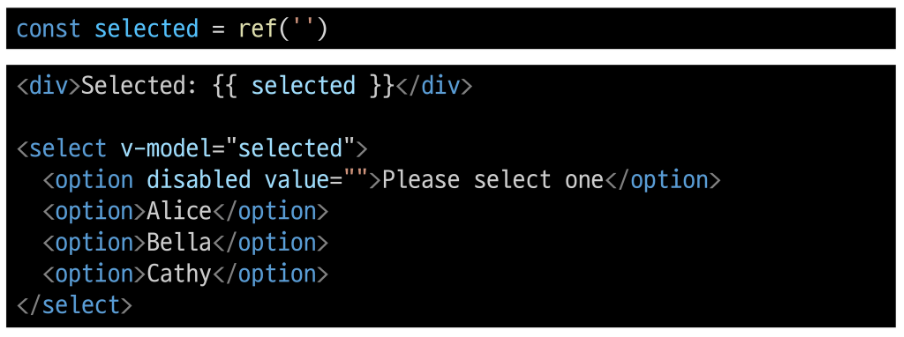 const selected = ref('')
<div>Selected: {{ selected }}</div>
<select v-model="selected">
  <option disabled value="">Please select one</option>
  <option>Alice</option>
  <option>Bella</option>
  <option>Cathy</option>
</select>